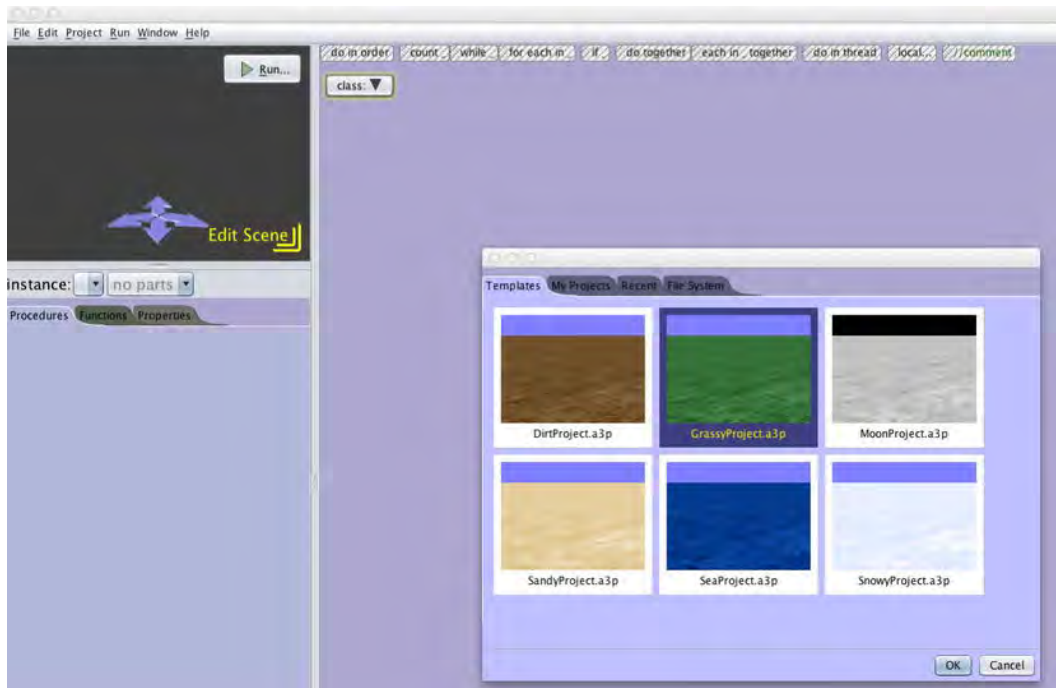 File Edit Project Run Window Help
do in order count while for each in if do together each in together do in thread local... //comment
Run...
class:
Edit Scene
instance: no parts
Procedures Functions Properties
Templates My Projects Recent File System
DirtProject.a3p GrassyProject.a3p MoonProject.a3p
SandyProject.a3p SeaProject.a3p SnowyProject.a3p
OK Cancel